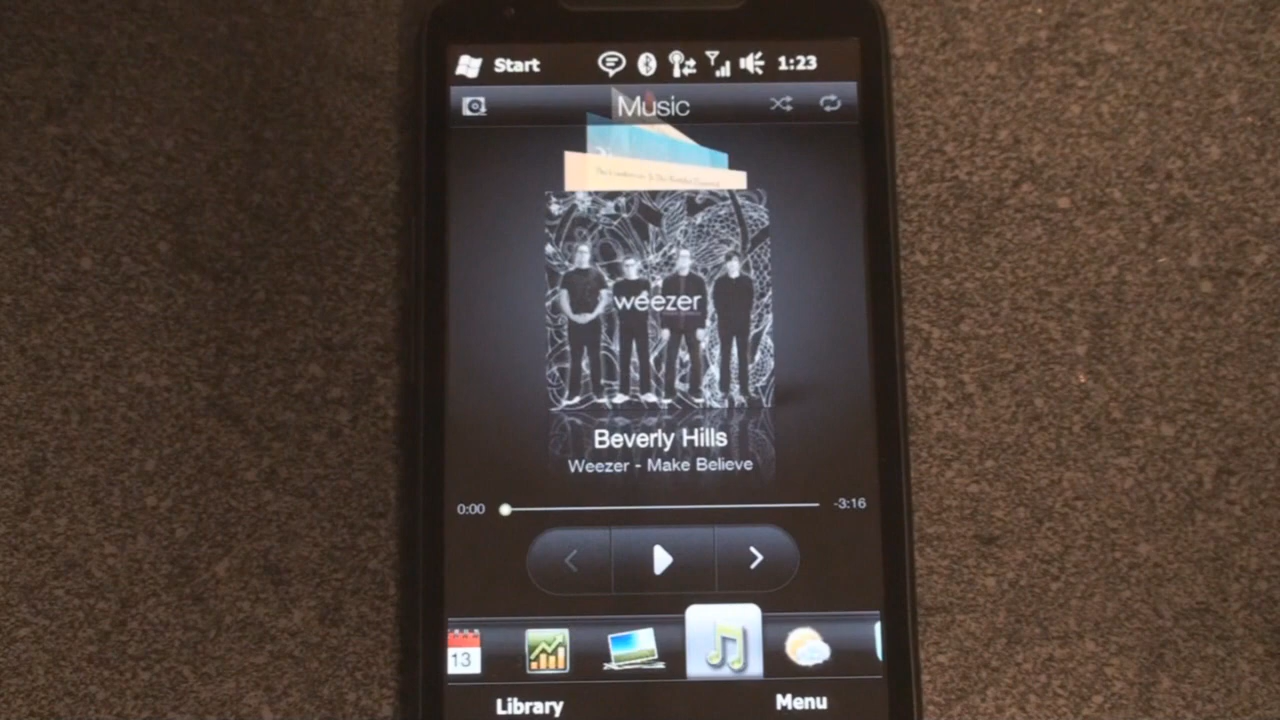 Start 1:23
Music
weezer
Beverly Hills
Weezer - Make Believe
0:00 -3:16
13
Library Menu